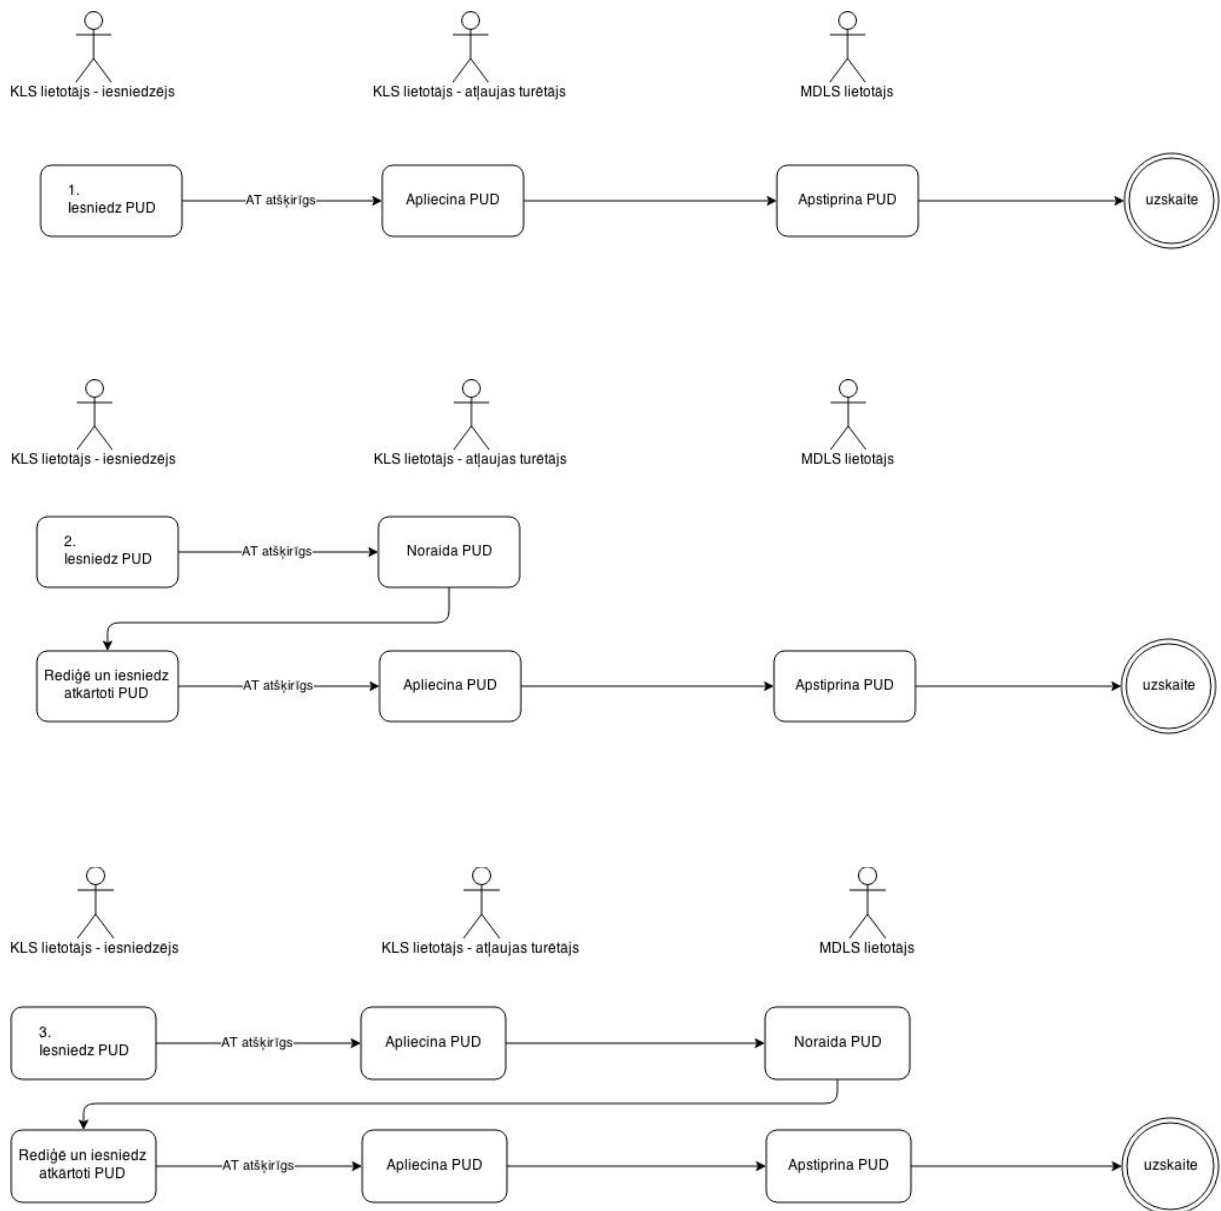 KLS lietotājs - iesniedzējs
KLS lietotājs - atļaujas turētājs
MDLS lietotājs
1.
Iesniedz PUD
AT atšķirīgs
Apliecina PUD
Apstiprina PUD
uzskaite
KLS lietotājs - iesniedzējs
KLS lietotājs - atļaujas turētājs
MDLS lietotājs
2.
Iesniedz PUD
AT atšķirīgs
Noraida PUD
Rediģē un iesniedz
atkārtoti PUD
AT atšķirīgs
Apliecina PUD
Apstiprina PUD
uzskaite
KLS lietotājs - iesniedzējs
KLS lietotājs - atļaujas turētājs
MDLS lietotājs
3.
Iesniedz PUD
AT atšķirīgs
Apliecina PUD
Noraida PUD
Rediģē un iesniedz
atkārtoti PUD
AT atšķirīgs
Apliecina PUD
Apstiprina PUD
uzskaite